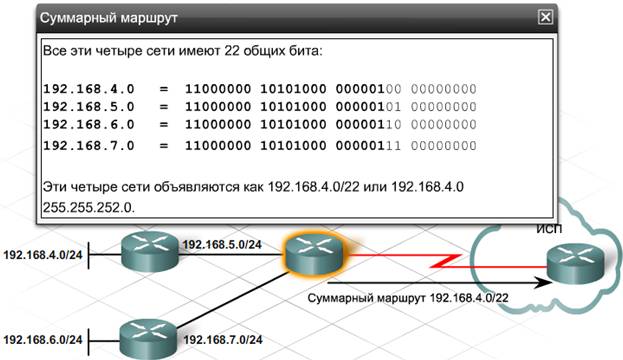 Суммарный маршрут
Все эти четыре сети имеют 22 общих бита:
192.168.4.0 = 11000000 10101000 00000100 00000000
192.168.5.0 = 11000000 10101000 00000101 00000000
192.168.6.0 = 11000000 10101000 00000110 00000000
192.168.7.0 = 11000000 10101000 00000111 00000000
Эти четыре сети объявляются как 192.168.4.0/22 или 192.168.4.0
255.255.252.0.
ИСП
192.168.4.0/24
192.168.5.0/24
Суммарный маршрут 192.168.4.0/22
192.168.6.0/24
192.168.7.0/24